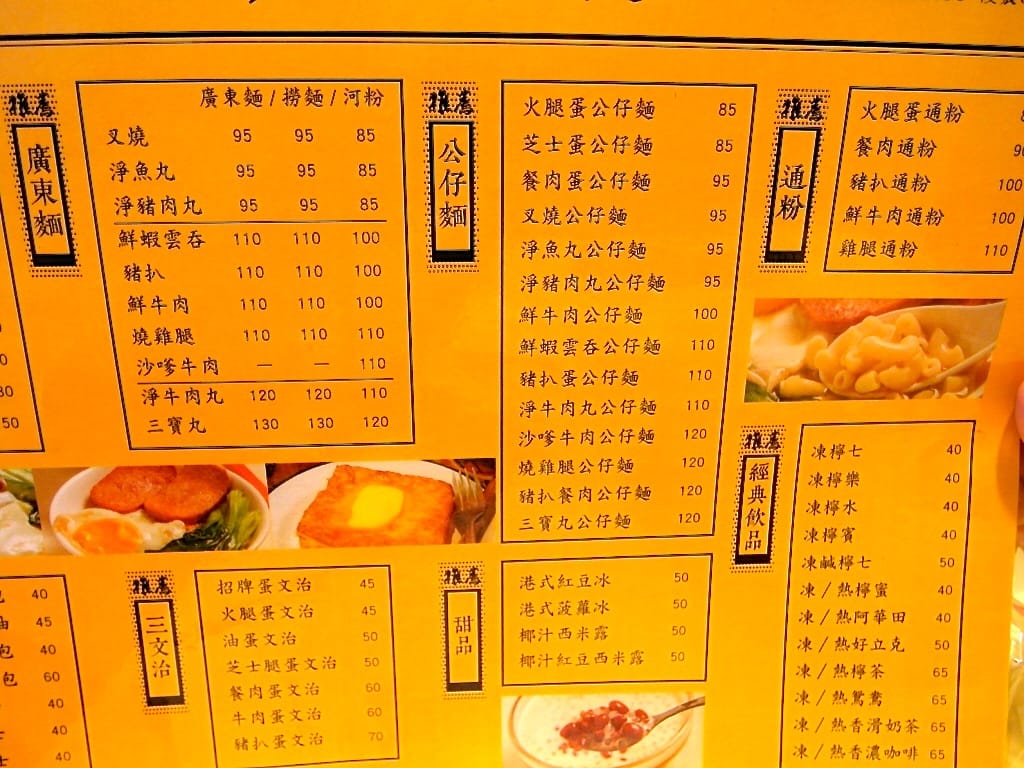 推薦
廣東麵
廣東麵 / 撈麵 / 河粉
叉燒 95 95 85
淨魚丸 95 95 85
淨豬肉丸 95 95 85
鮮蝦雲吞 110 110 100
豬扒 110 110 100
鮮牛肉 110 110 100
燒雞腿 110 110 110
沙嗲牛肉 — — 110
淨牛肉丸 120 120 110
三寶丸 130 130 120
推薦
公仔麵
火腿蛋公仔麵 85
芝士蛋公仔麵 85
餐肉蛋公仔麵 95
叉燒公仔麵 95
淨魚丸公仔麵 95
淨豬肉丸公仔麵 95
鮮牛肉公仔麵 100
鮮蝦雲吞公仔麵 110
豬扒蛋公仔麵 110
淨牛肉丸公仔麵 110
沙嗲牛肉公仔麵 120
燒雞腿公仔麵 120
豬扒餐肉公仔麵 120
三寶丸公仔麵 120
推薦
通粉
火腿蛋通粉
餐肉通粉
豬扒通粉 100
鮮牛肉通粉 100
雞腿通粉 110
40
40
包 60
40
40
推薦
三文治
招牌蛋文治 45
火腿蛋文治 45
油蛋文治 50
芝士腿蛋文治 50
餐肉蛋文治 60
牛肉蛋文治 60
豬扒蛋文治 70
推薦
甜品
港式紅豆冰 50
港式菠蘿冰 50
椰汁西米露 50
椰汁紅豆西米露 50
推薦
經典飲品
凍檸七 40
凍檸樂 40
凍檸水 40
凍檸賓 40
凍鹹檸七 50
凍 / 熱檸蜜 40
凍 / 熱阿華田 40
凍 / 熱好立克 50
凍 / 熱檸茶 65
凍 / 熱鴛鴦 65
凍 / 熱香滑奶茶 65
凍 / 熱香濃咖啡 65